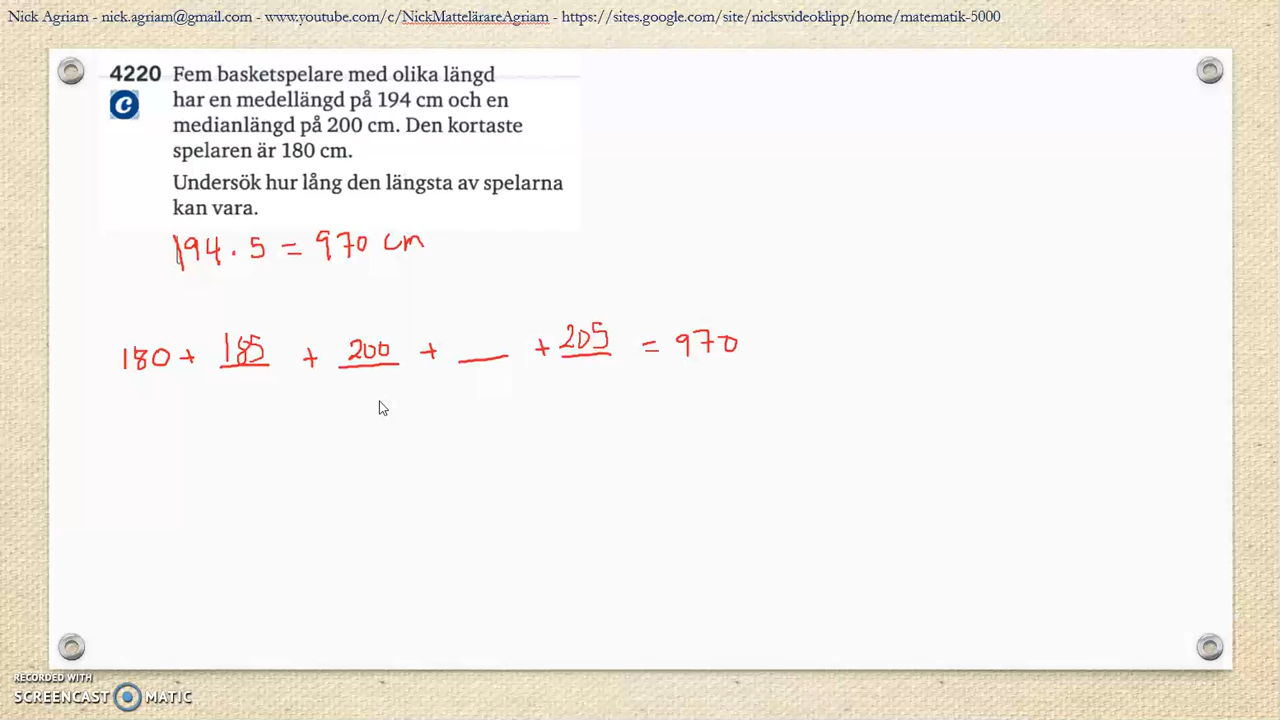 Nick Agriam - nick.agriam@gmail.com - www.youtube.com/c/NickMattelärareAgriam - https://sites.google.com/site/nicksvideoklipp/home/matematik-5000
4220 Fem basketspelare med olika längd
har en medellängd på 194 cm och en
medianlängd på 200 cm. Den kortaste
spelaren är 180 cm.
Undersök hur lång den längsta av spelarna
kan vara.
C
194 · 5 = 970 cm
180 + 185 + 200 + ___ + 205 = 970
RECORDED WITH
SCREENCAST MATIC